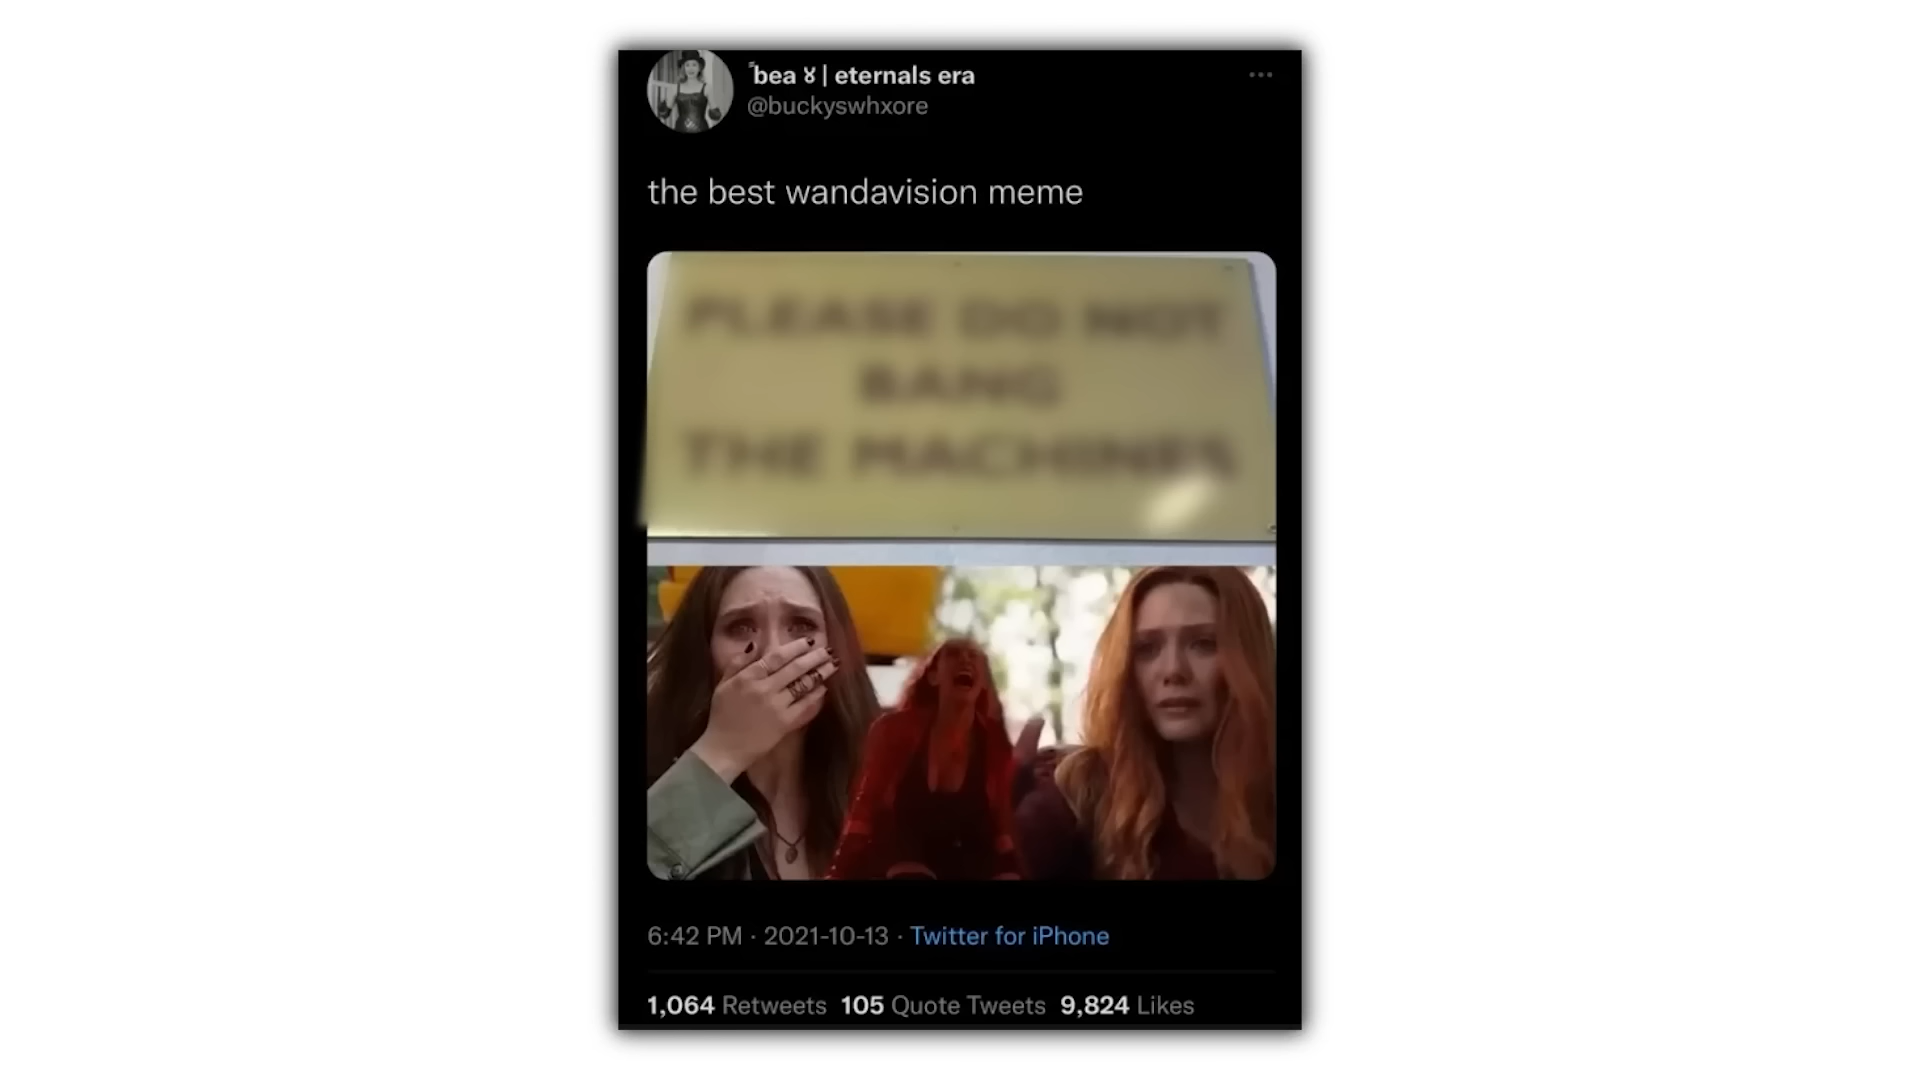 bea ♉ | eternals era
@buckyswhxore
the best wandavision meme
PLEASE DO NOT
BANG
THE MACHINES
6:42 PM · 2021-10-13 · Twitter for iPhone
1,064 Retweets 105 Quote Tweets 9,824 Likes